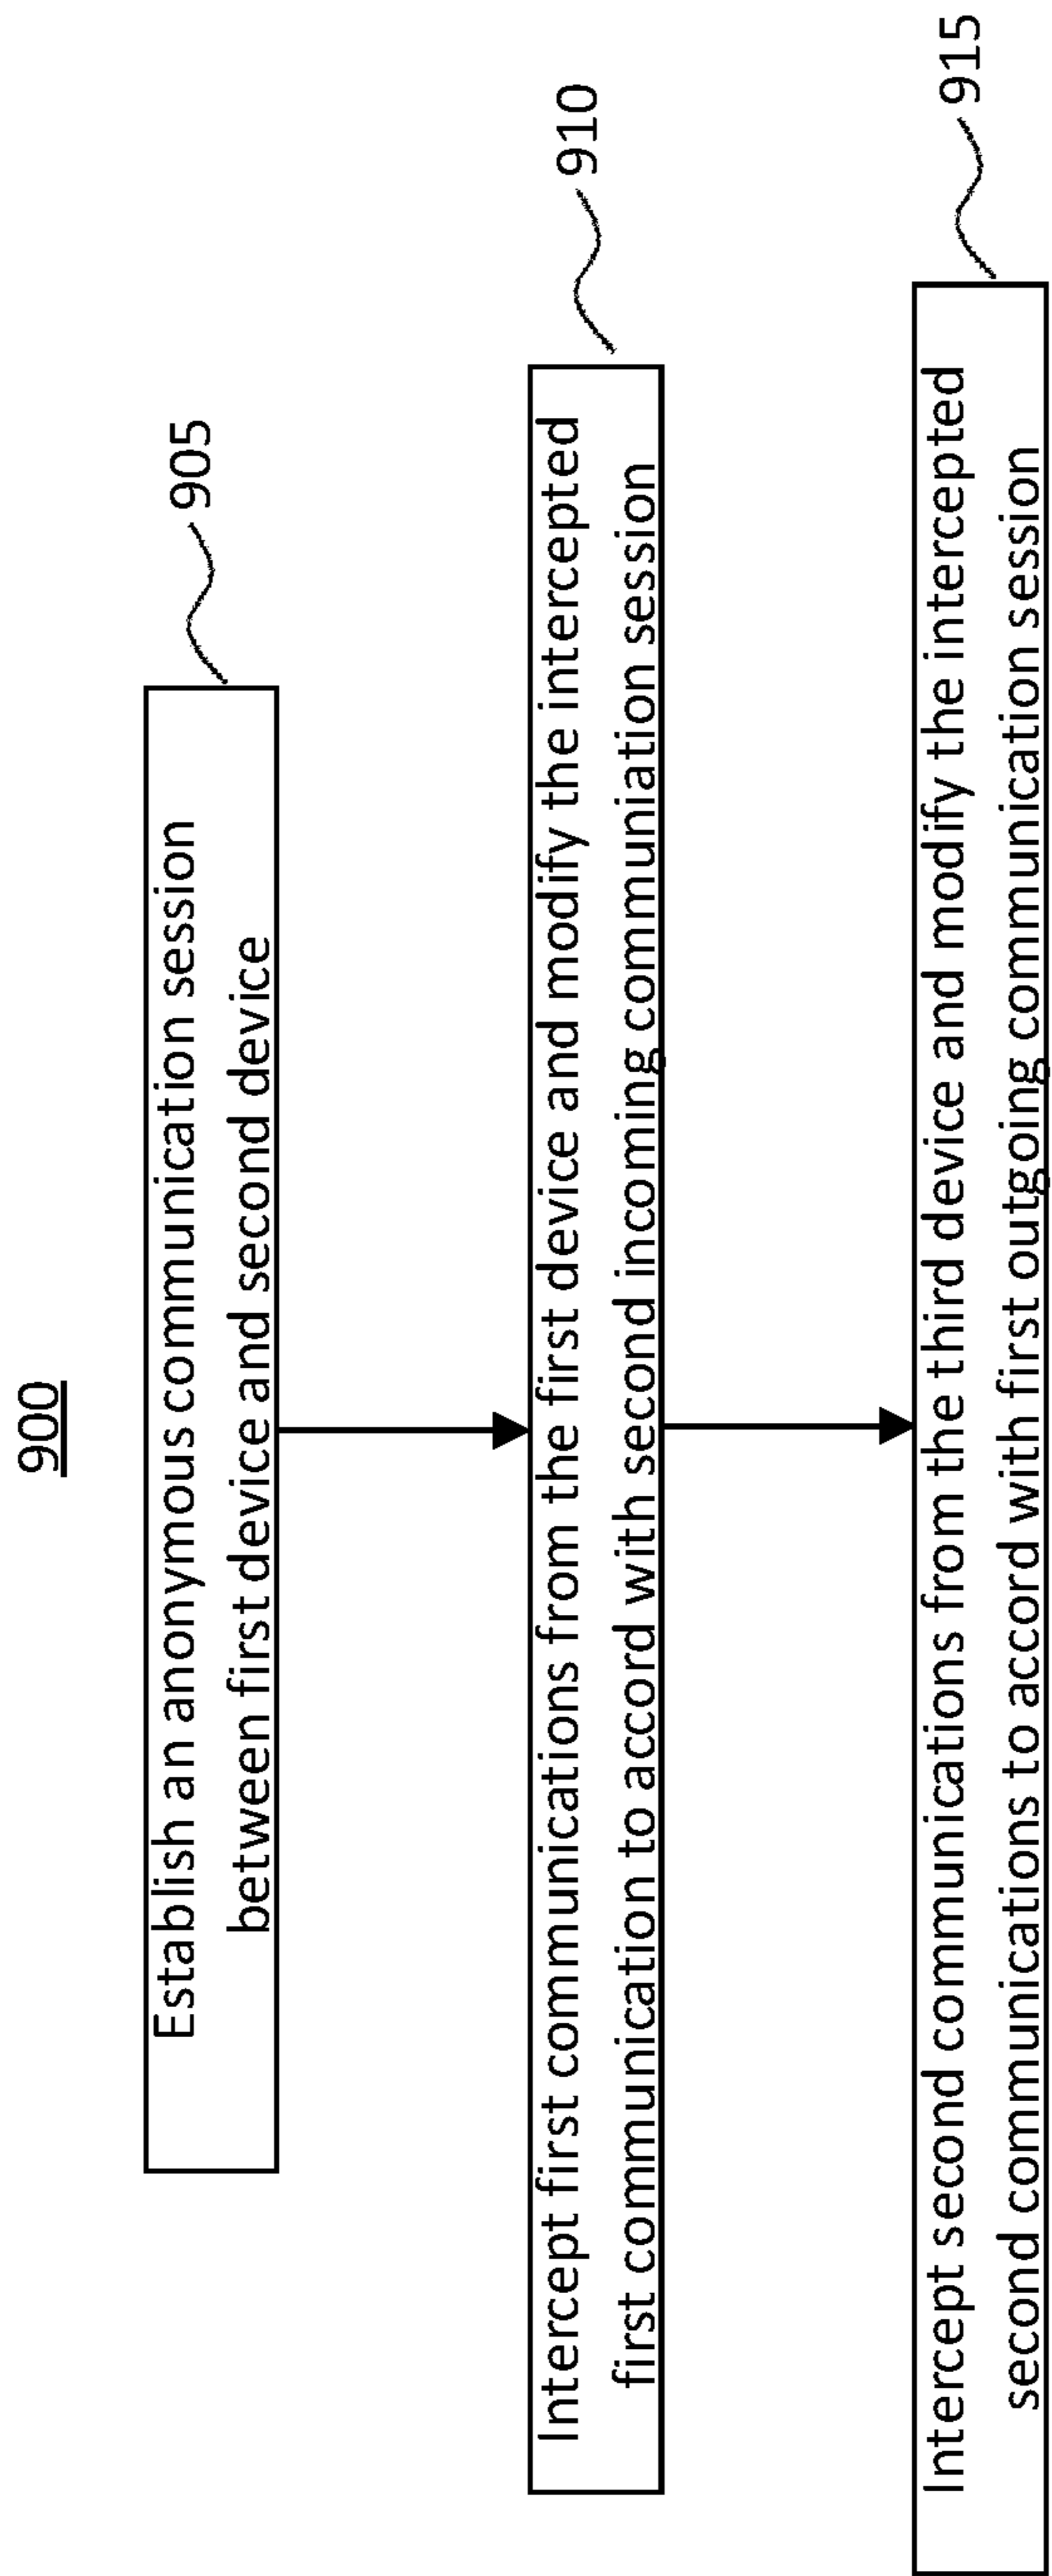 900
Establish an anonymous communication session
between first device and second device
905
Intercept first communications from the first device and modify the intercepted
first communication to accord with second incoming communiation session
910
Intercept second communications from the third device and modify the intercepted
second communications to accord with first outgoing communication session
915